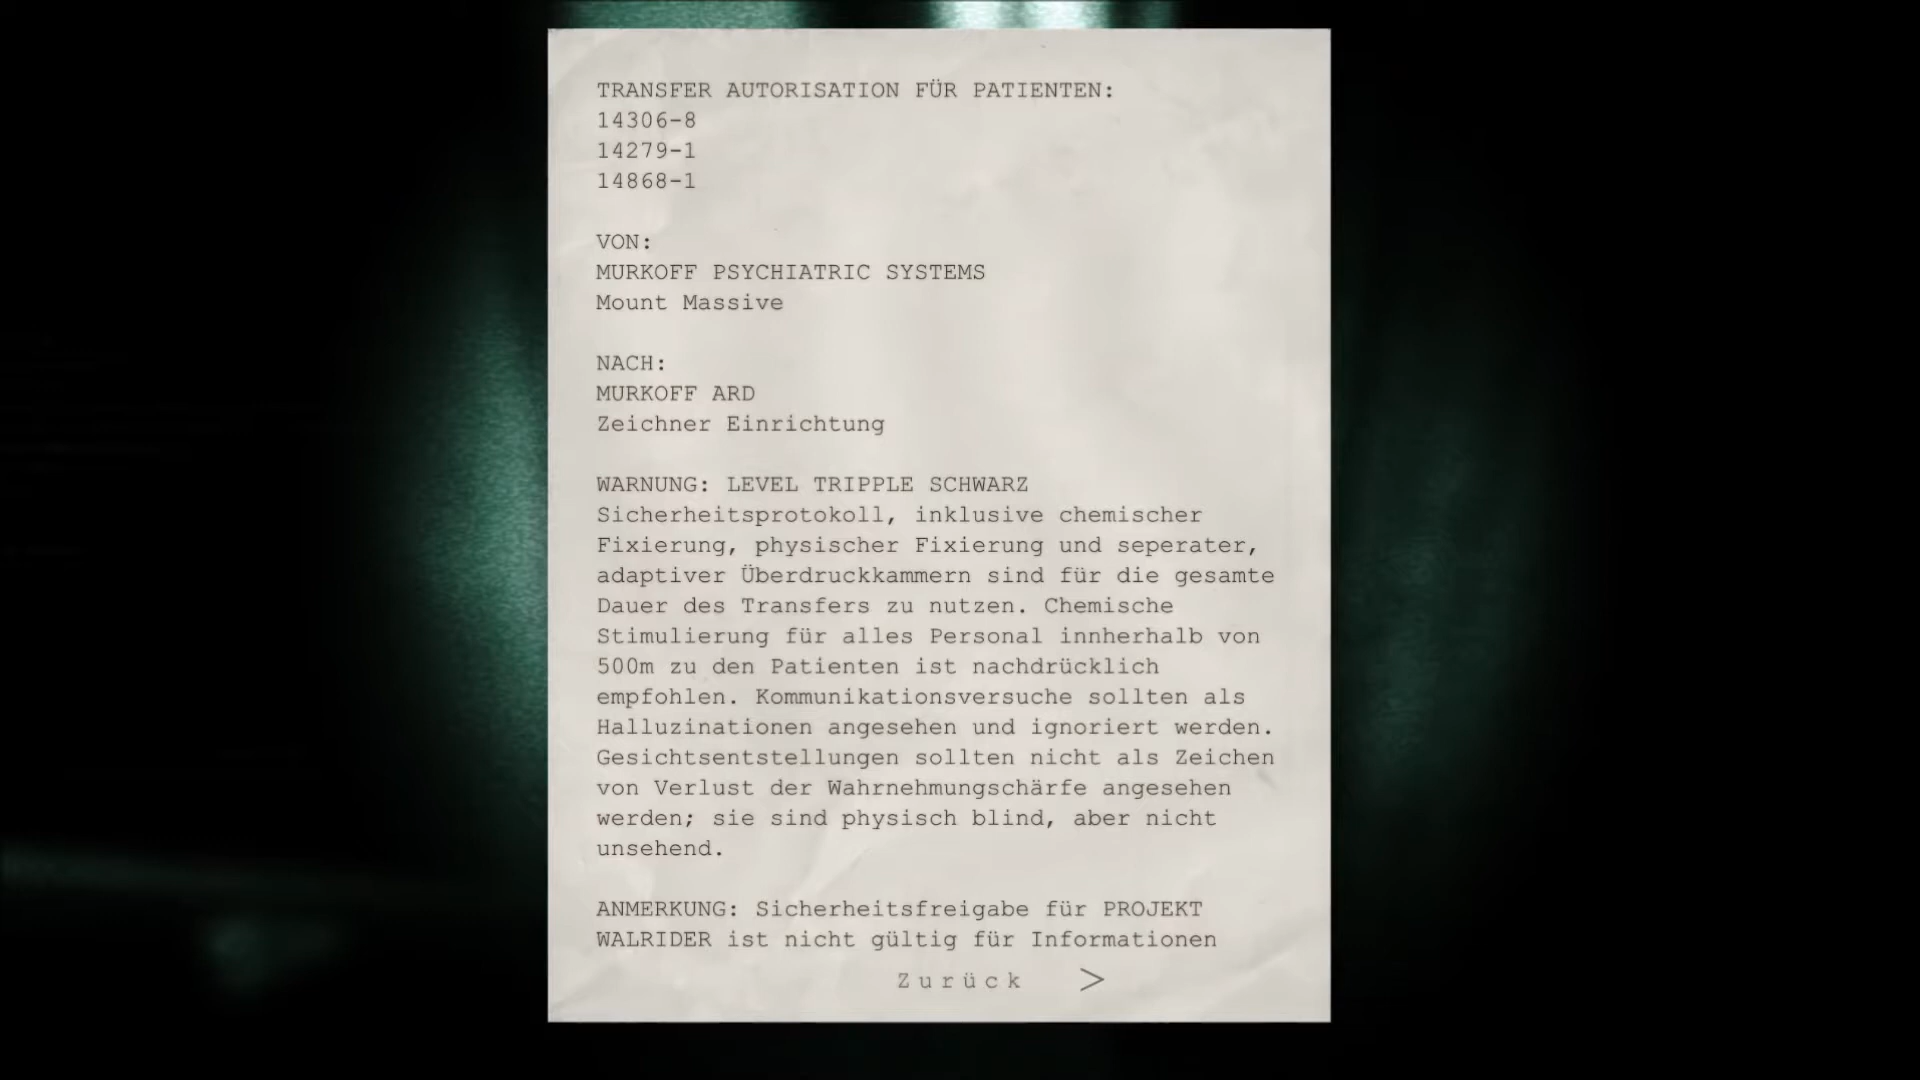 TRANSFER AUTORISATION FÜR PATIENTEN:
14306-8
14279-1
14868-1
VON:
MURKOFF PSYCHIATRIC SYSTEMS
Mount Massive
NACH:
MURKOFF ARD
Zeichner Einrichtung
WARNUNG: LEVEL TRIPPLE SCHWARZ
Sicherheitsprotokoll, inklusive chemischer
Fixierung, physischer Fixierung und seperater,
adaptiver Überdruckkammern sind für die gesamte
Dauer des Transfers zu nutzen. Chemische
Stimulierung für alles Personal innherhalb von
500m zu den Patienten ist nachdrücklich
empfohlen. Kommunikationsversuche sollten als
Halluzinationen angesehen und ignoriert werden.
Gesichtsentstellungen sollten nicht als Zeichen
von Verlust der Wahrnehmungschärfe angesehen
werden; sie sind physisch blind, aber nicht
unsehend.
ANMERKUNG: Sicherheitsfreigabe für PROJEKT
WALRIDER ist nicht gültig für Informationen
Zurück >